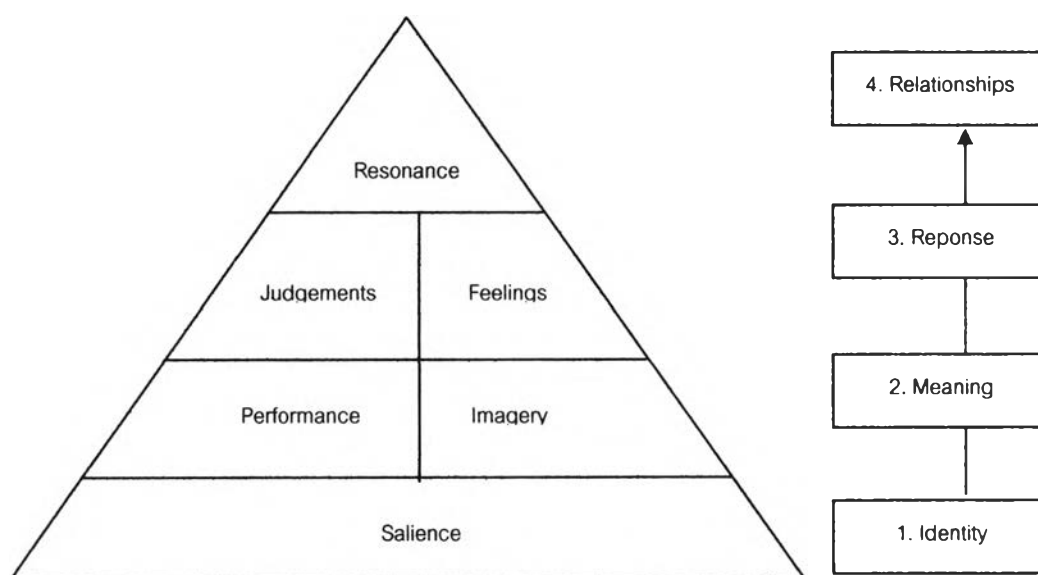 Resonance
Judgements
Feelings
Performance
Imagery
Salience
4. Relationships
3. Reponse
2. Meaning
1. Identity